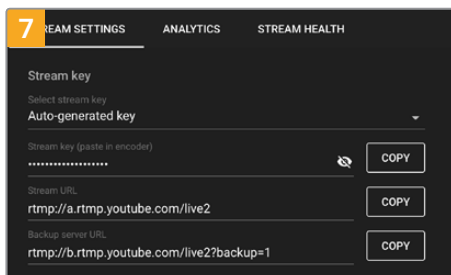 7
REAM SETTINGS ANALYTICS STREAM HEALTH
Stream key
Select stream key
Auto-generated key
Stream key (paste in encoder)
••••••••••••••••••• COPY
Stream URL
rtmp://a.rtmp.youtube.com/live2 COPY
Backup server URL
rtmp://b.rtmp.youtube.com/live2?backup=1 COPY